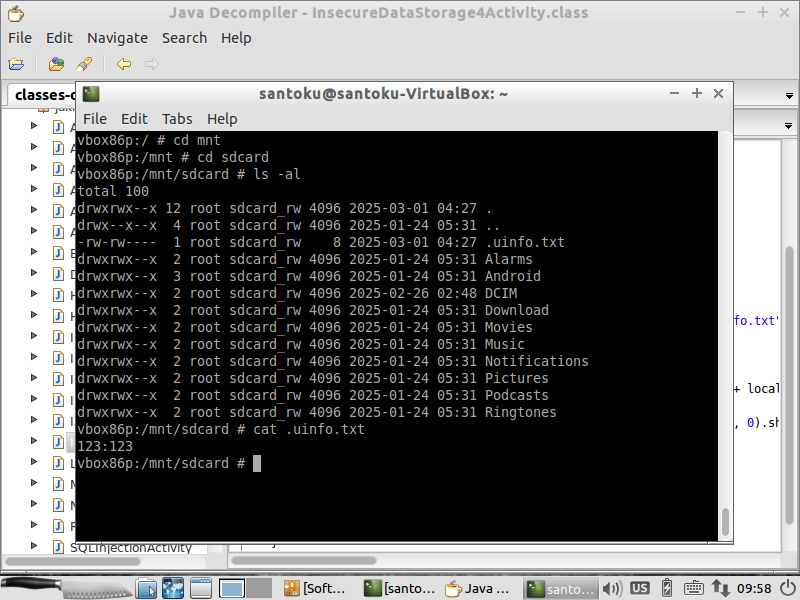 Java Decompiler - InsecureDataStorage4Activity.class
File Edit Navigate Search Help
classes-
santoku@santoku-VirtualBox: ~
File Edit Tabs Help
vbox86p:/ # cd mnt
vbox86p:/mnt # cd sdcard
vbox86p:/mnt/sdcard # ls -al
total 100
drwxrwx--x 12 root sdcard_rw 4096 2025-03-01 04:27 .
drwx--x--x  4 root sdcard_rw 4096 2025-01-24 05:31 ..
-rw-rw----  1 root sdcard_rw    8 2025-03-01 04:27 .uinfo.txt
drwxrwx--x  2 root sdcard_rw 4096 2025-01-24 05:31 Alarms
drwxrwx--x  3 root sdcard_rw 4096 2025-01-24 05:31 Android
drwxrwx--x  2 root sdcard_rw 4096 2025-02-26 02:48 DCIM
drwxrwx--x  2 root sdcard_rw 4096 2025-01-24 05:31 Download
drwxrwx--x  2 root sdcard_rw 4096 2025-01-24 05:31 Movies
drwxrwx--x  2 root sdcard_rw 4096 2025-01-24 05:31 Music
drwxrwx--x  2 root sdcard_rw 4096 2025-01-24 05:31 Notifications
drwxrwx--x  2 root sdcard_rw 4096 2025-01-24 05:31 Pictures
drwxrwx--x  2 root sdcard_rw 4096 2025-01-24 05:31 Podcasts
drwxrwx--x  2 root sdcard_rw 4096 2025-01-24 05:31 Ringtones
vbox86p:/mnt/sdcard # cat .uinfo.txt
123:123
vbox86p:/mnt/sdcard #
fo.txt"
+ local
, 0).sh
SQLInjectionActivity
[Soft... [santo... Java ... santo... US 09:58